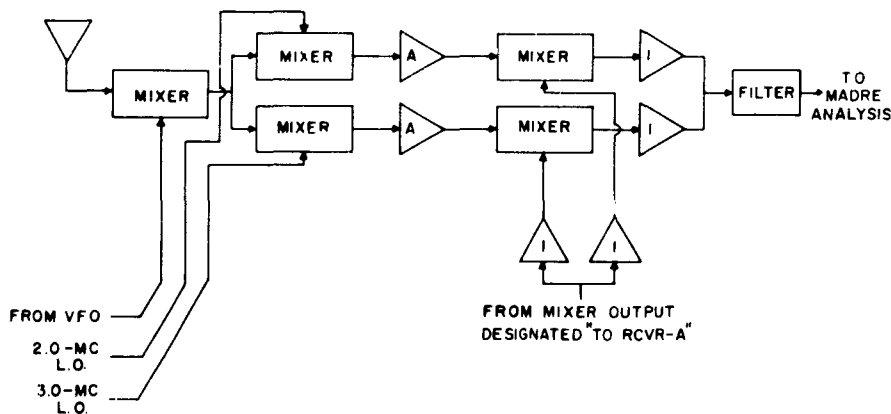 MIXER
MIXER
A
MIXER
I
MIXER
A
MIXER
I
FILTER
TO
MADRE
ANALYSIS
I
I
FROM VFO
2.0-MC
L.O.
3.0-MC
L.O.
FROM MIXER OUTPUT
DESIGNATED "TO RCVR-A"